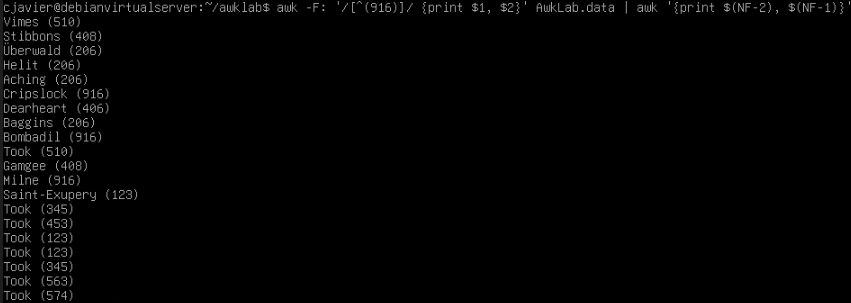 cjavier@debianvirtualserver:~/awklab$ awk -F: '/[^(916)]/ {print $1, $2}' AwkLab.data | awk '{print $(NF-2), $(NF-1)}'
Vimes (510)
Stibbons (408)
Überwald (206)
Helit (206)
Aching (206)
Cripslock (916)
Dearheart (406)
Baggins (206)
Bombadil (916)
Took (510)
Gamgee (408)
Milne (916)
Saint-Exupery (123)
Took (345)
Took (453)
Took (123)
Took (123)
Took (345)
Took (563)
Took (574)